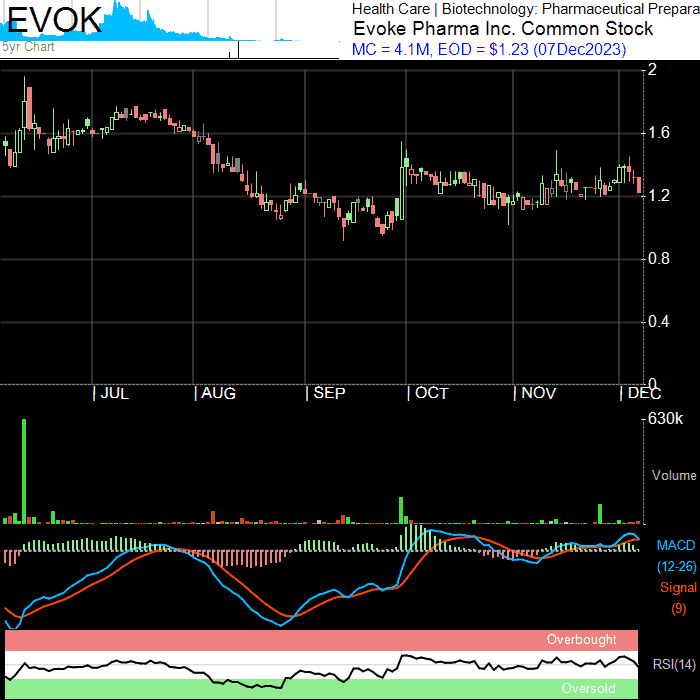 EVOK
5yr Chart
Health Care | Biotechnology: Pharmaceutical Prepara
Evoke Pharma Inc. Common Stock
MC = 4.1M, EOD = $1.23 (07Dec2023)
2
1.6
1.2
0.8
0.4
0
JUL AUG SEP OCT NOV DEC
630k
Volume
MACD
(12-26)
Signal
(9)
Overbought
RSI(14)
Oversold